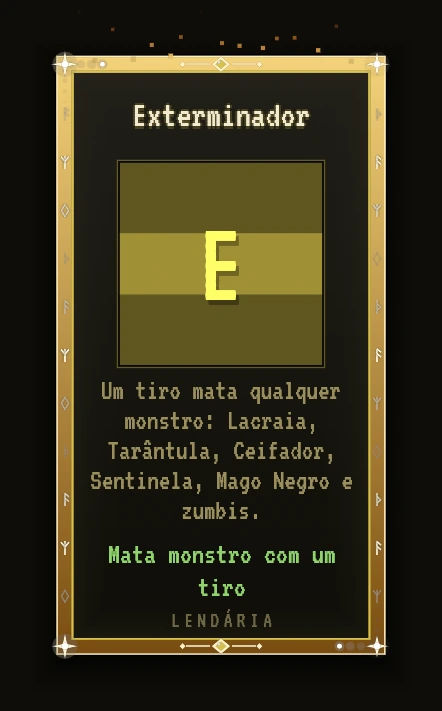 Exterminador
E
Um tiro mata qualquer
monstro: Lacraia,
Tarântula, Ceifador,
Sentinela, Mago Negro e
zumbis.
Mata monstro com um
tiro
LENDÁRIA